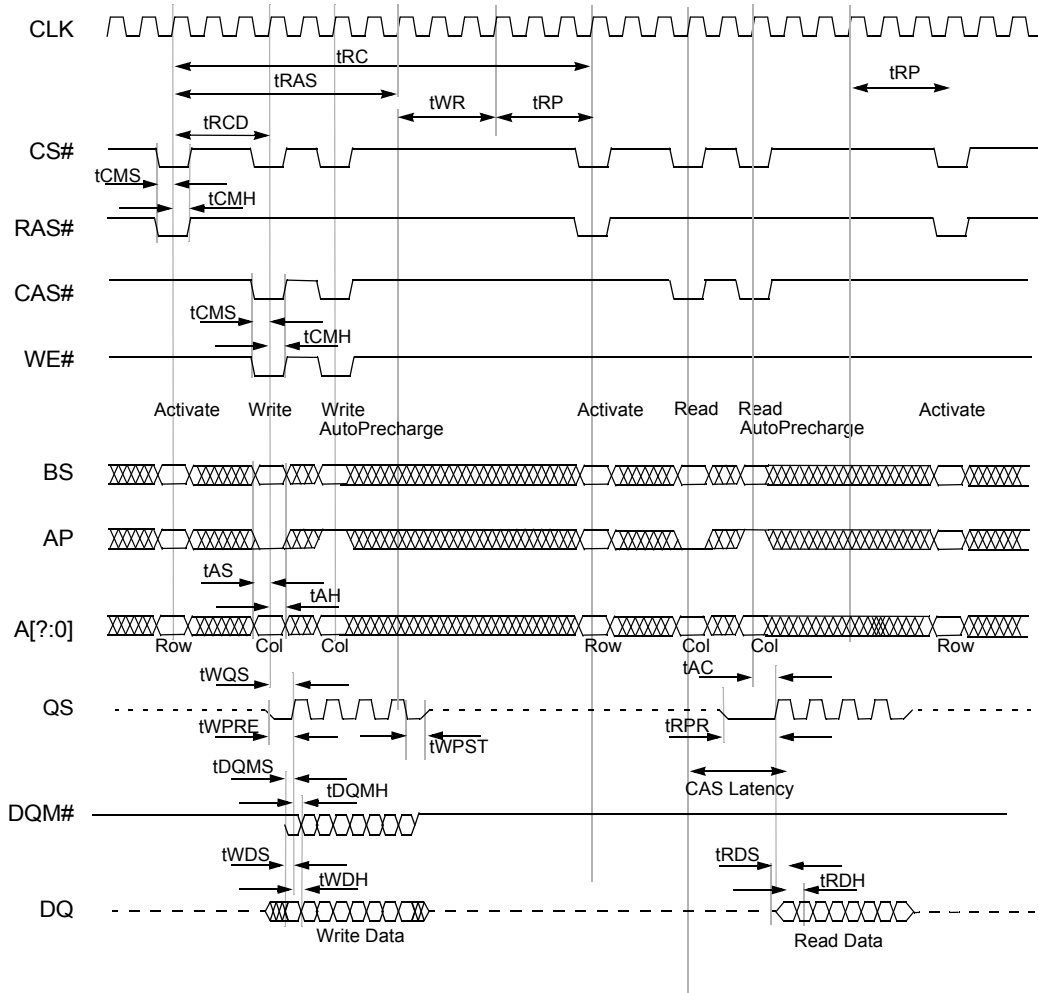 CLK
tRC
tRAS
tRP
tWR
tRP
tRCD
CS#
tCMS
tCMH
RAS#
CAS#
tCMS
tCMH
WE#
Activate
Write
Write
AutoPrecharge
Activate
Read
Read
AutoPrecharge
Activate
BS
AP
tAS
tAH
A[?:0]
Row
Col
Col
Row
Col
Col
Row
tWQS
tAC
QS
tWPRE
tWPST
tRPR
tDQMS
tDQMH
CAS Latency
DQM#
tWDS
tWDH
tRDS
tRDH
DQ
Write Data
Read Data